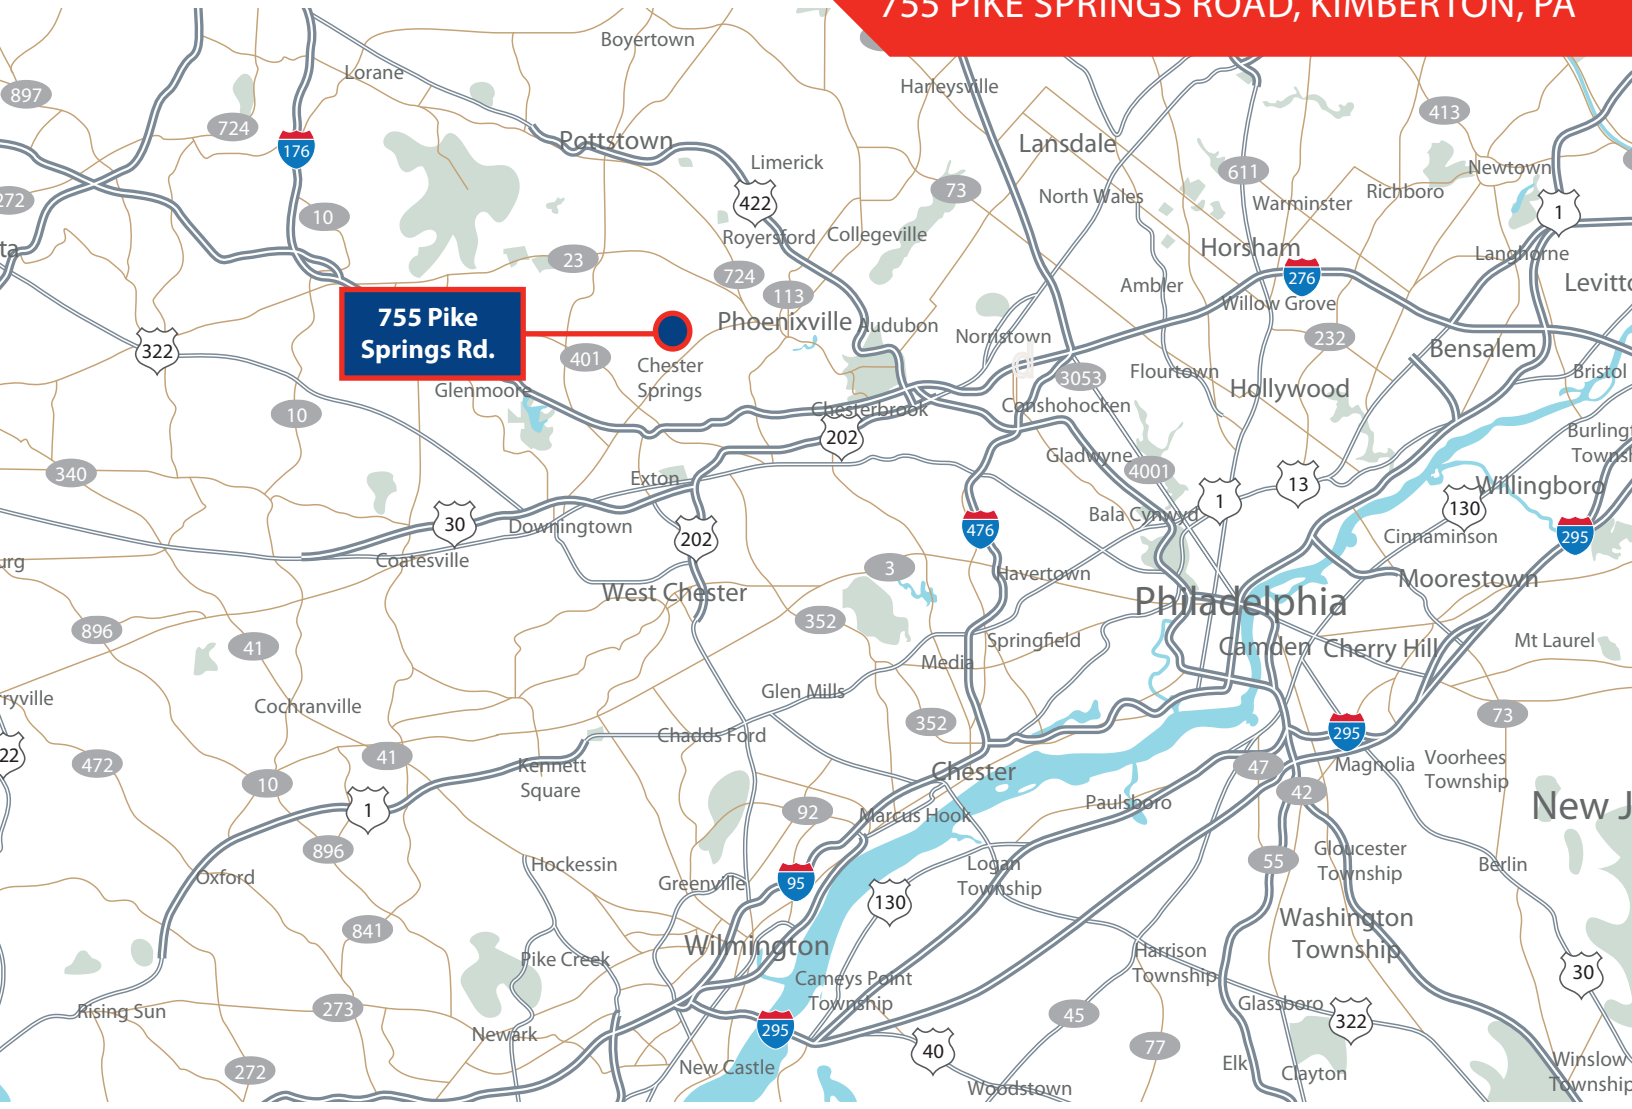 755 PIKE SPRINGS ROAD, KIMBERTON, PA
Boyertown
Lorane
Harleysville
897
724
413
176
Pottstown
Lansdale
Limerick
Newtown
611
73
272
422
North Wales
Richboro
Warminster
1
10
Royersford
Collegeville
Horsham
Langhorne
23
724
276
Ambler
Levitto
113
Willow Grove
755 Pike
Springs Rd.
Phoenixville
Audubon
Norristown
322
232
401
Bensalem
Chester
Springs
3053
Flourtown
Bristol
Glenmoore
Hollywood
10
Chesterbrook
Conshohocken
202
Burlingt
Townsh
Gladwyne
4001
340
Exton
13
1
Willingboro
130
30
Downingtown
Bala Cynwyd
476
202
295
Cinnaminson
Coatesville
urg
3
Havertown
Moorestown
West Chester
Philadelphia
352
896
41
Springfield
Camden
Cherry Hill
Mt Laurel
Media
Glen Mills
ryville
Cochranville
352
73
Chadds Ford
295
22
472
41
Kennett
Square
47
Magnolia
Voorhees
Township
Chester
10
42
1
92
Marcus Hook
Paulsboro
New J
896
Hockessin
Logan
Township
55
Gloucester
Township
Berlin
Oxford
Greenville
95
130
841
Washington
Township
Wilmington
Pike Creek
Harrison
Township
30
Cameys Point
Township
273
Rising Sun
Glassboro
45
322
Newark
295
40
77
272
New Castle
Elk
Clayton
Winslow
Township
Woodstown